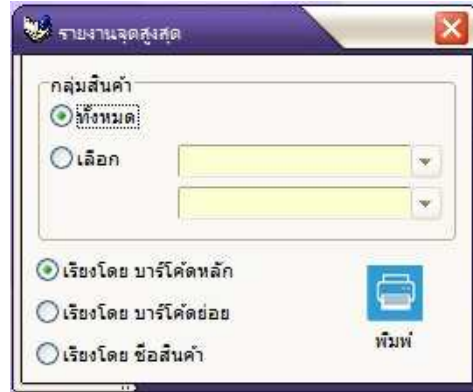 รายงานจุดสูงสุด
กลุ่มสินค้า
ทั้งหมด
เลือก
เรียงโดย บาร์โค้ดหลัก
เรียงโดย บาร์โค้ดย่อย
เรียงโดย ชื่อสินค้า
พิมพ์